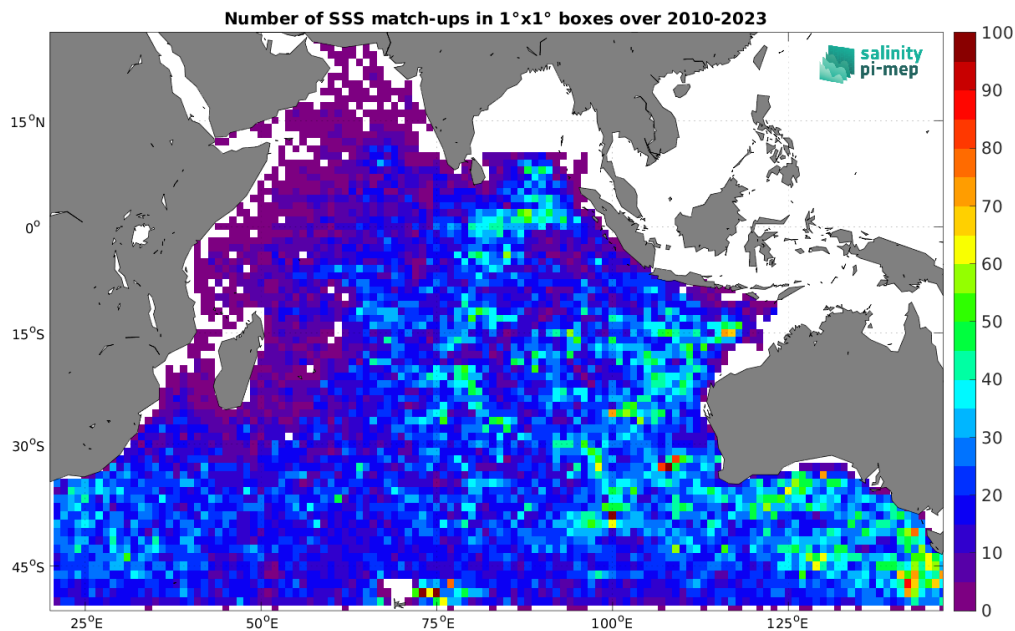 Number of SSS match-ups in 1°x1° boxes over 2010-2023
salinity
pi-mep
15°N
0°
15°S
30°S
45°S
25°E
50°E
75°E
100°E
125°E
100
90
80
70
60
50
40
30
20
10
0